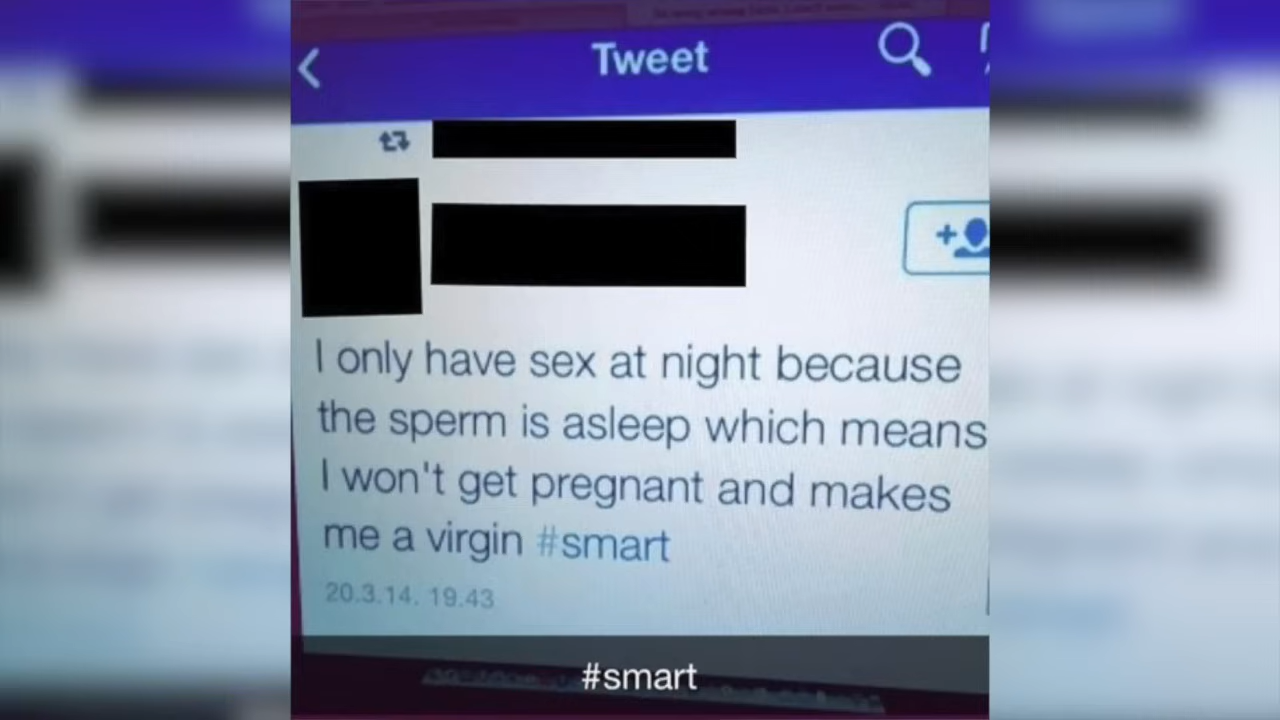 Tweet
I only have sex at night because
the sperm is asleep which means
I won't get pregnant and makes
me a virgin #smart
20.3.14, 19.43
#smart